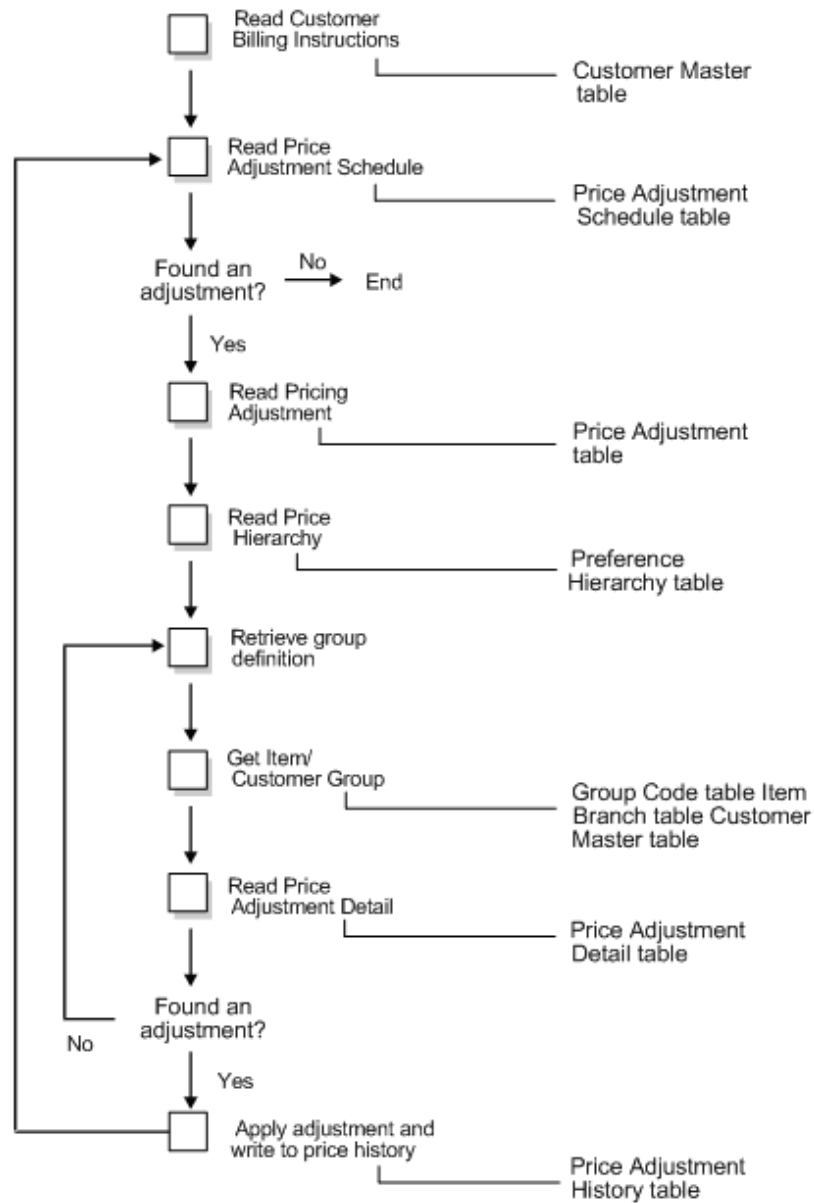 Read Customer
Billing Instructions
Customer Master
table
Read Price
Adjustment Schedule
Price Adjustment
Schedule table
Found an
adjustment?
No
End
Yes
Read Pricing
Adjustment
Price Adjustment
table
Read Price
Hierarchy
Preference
Hierarchy table
Retrieve group
definition
Get Item/
Customer Group
Group Code table Item
Branch table Customer
Master table
Read Price
Adjustment Detail
Price Adjustment
Detail table
Found an
adjustment?
No
Yes
Apply adjustment and
write to price history
Price Adjustment
History table